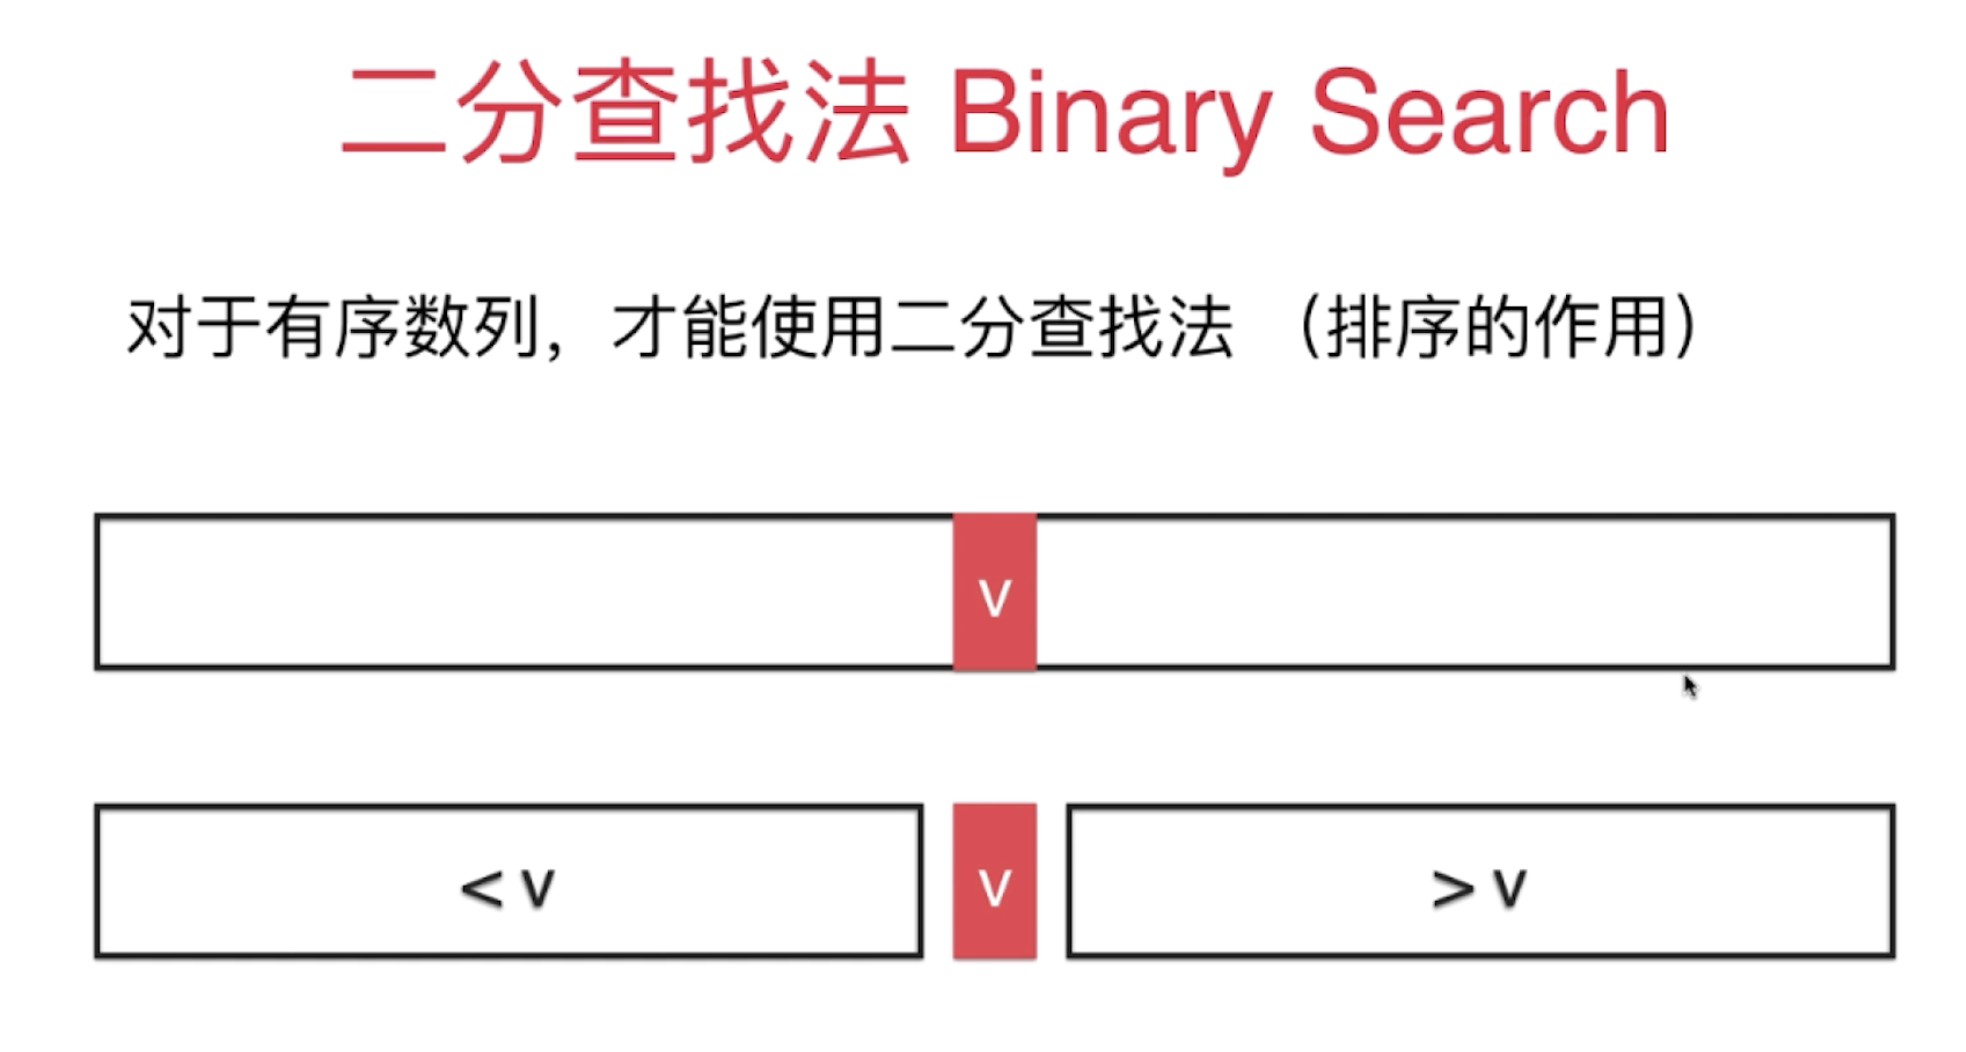 二分查找法 Binary Search
对于有序数列，才能使用二分查找法 （排序的作用）
v
< v v > v